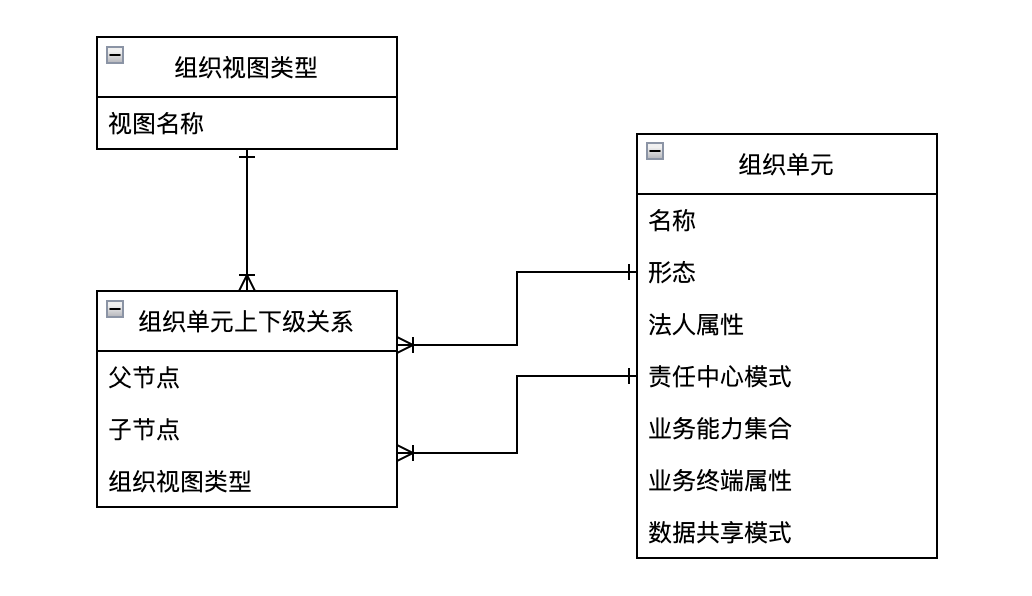 组织视图类型
视图名称
组织单元上下级关系
父节点
子节点
组织视图类型
组织单元
名称
形态
法人属性
责任中心模式
业务能力集合
业务终端属性
数据共享模式